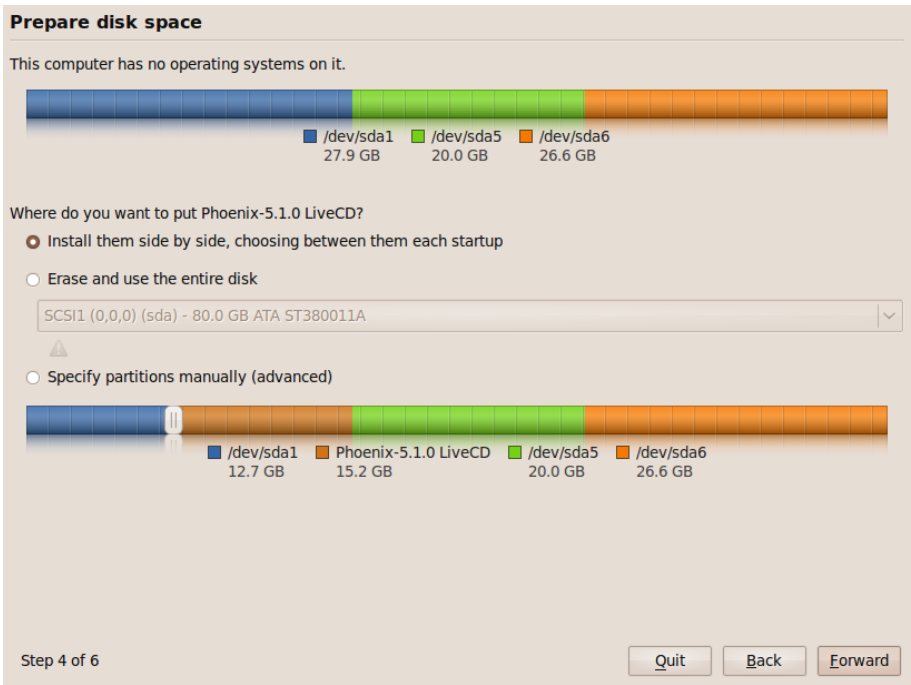 Prepare disk space
This computer has no operating systems on it.
/dev/sda1 /dev/sda5 /dev/sda6
27.9 GB 20.0 GB 26.6 GB
Where do you want to put Phoenix-5.1.0 LiveCD?
Install them side by side, choosing between them each startup
Erase and use the entire disk
SCSI1 (0,0,0) (sda) - 80.0 GB ATA ST380011A
Specify partitions manually (advanced)
/dev/sda1 Phoenix-5.1.0 LiveCD /dev/sda5 /dev/sda6
12.7 GB 15.2 GB 20.0 GB 26.6 GB
Step 4 of 6 Quit Back Forward